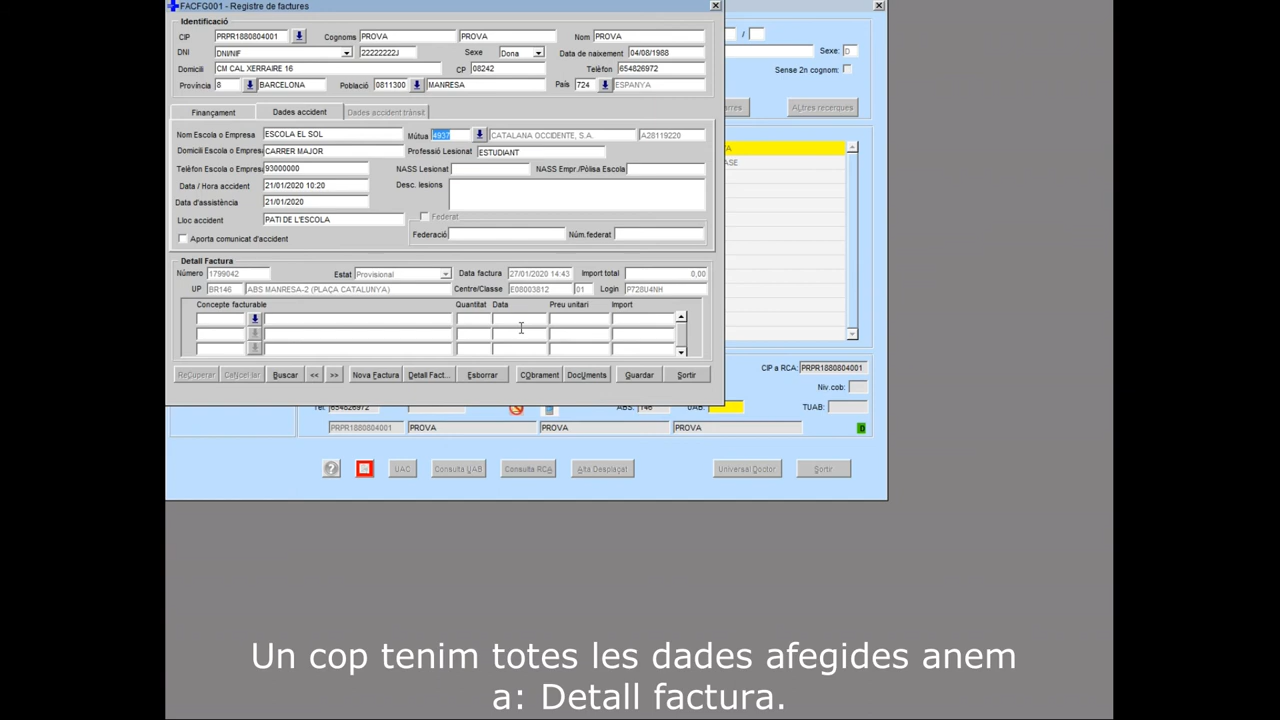 FACFG001 - Registre de factures
Identificació
CIP PRPR1880804001 Cognoms PROVA PROVA Nom PROVA
DNI DNI/NIF 22222222J Sexe Dona Data de naixement 04/08/1988
Domicili CM CAL XERRAIRE 16 CP 08242 Telèfon 654826972
Província 8 BARCELONA Població 0811300 MANRESA País 724 ESPANYA
/
Sexe: D
Sense 2n cognom:
Altres recerques
Finançament Dades accident Dades accident trànsit
Nom Escola o Empresa ESCOLA EL SOL Mútua 4937 CATALANA OCCIDENTE, S.A. A28119220
Domicili Escola o Empresa CARRER MAJOR Professió Lesionat ESTUDIANT
Telèfon Escola o Empresa 93000000 NASS Lesionat NASS Empr./Pòlisa Escola
Data / Hora accident 21/01/2020 10:20 Desc. lesions
Data d'assistència 21/01/2020
Lloc accident PATI DE L'ESCOLA Federat
Federació Núm.federat
Aporta comunicat d'accident
Detall Factura
Número 1799042 Estat Provisional Data factura 27/01/2020 14:43 Import total 0,00
UP BR146 ABS MANRESA-2 (PLAÇA CATALUNYA) Centre/Classe E08003812 01 Login P728U4NH
Concepte facturable Quantitat Data Preu unitari Import
ReCuperar CaNcel·lar Buscar << >> Nova Factura Detall Fact... Esborrar CObrament DocUments Guardar Sortir
CIP a RCA: PRPR1880804001
Niv.cob:
Tel: 654826972 ABS: 146 UAB: TUAB:
PRPR1880804001 PROVA PROVA PROVA D
? UAC Consulta UAB Consulta RCA Alta Desplaçat Universal Doctor Sortir
Un cop tenim totes les dades afegides anem
a: Detall factura.